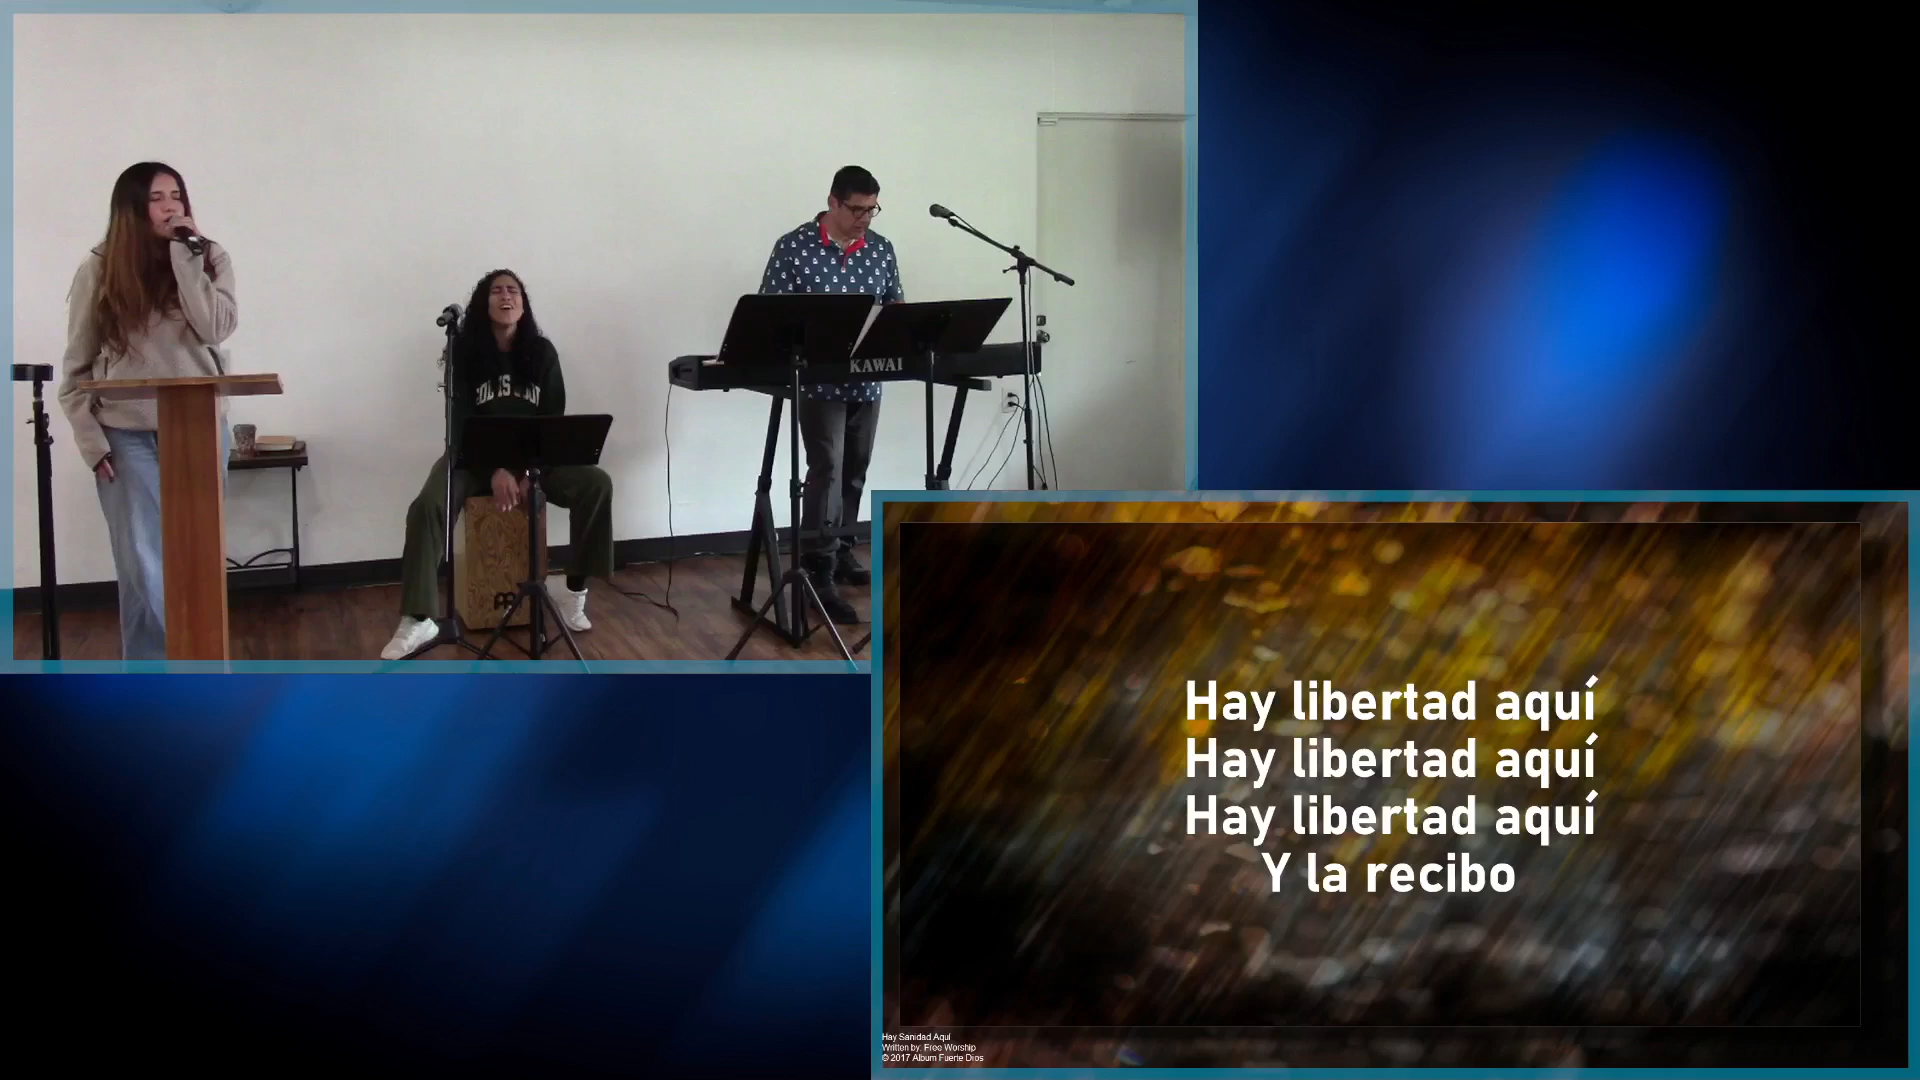 KAWAI
Hay libertad aquí
Hay libertad aquí
Hay libertad aquí
Y la recibo
Hay Sanidad Aquí
Written by: Free Worship
© 2017 Album Fuerte Dios